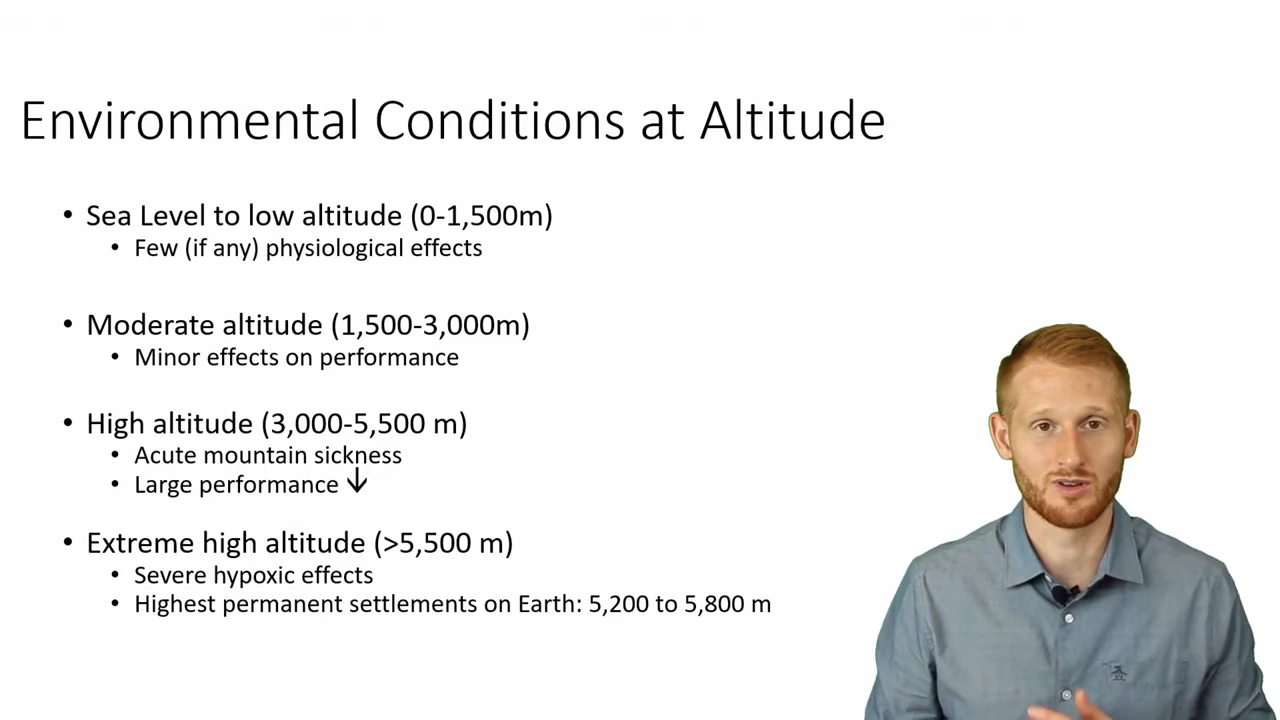 Environmental Conditions at Altitude
• Sea Level to low altitude (0-1,500m)
• Few (if any) physiological effects
• Moderate altitude (1,500-3,000m)
• Minor effects on performance
• High altitude (3,000-5,500 m)
• Acute mountain sickness
• Large performance ↓
• Extreme high altitude (>5,500 m)
• Severe hypoxic effects
• Highest permanent settlements on Earth: 5,200 to 5,800 m